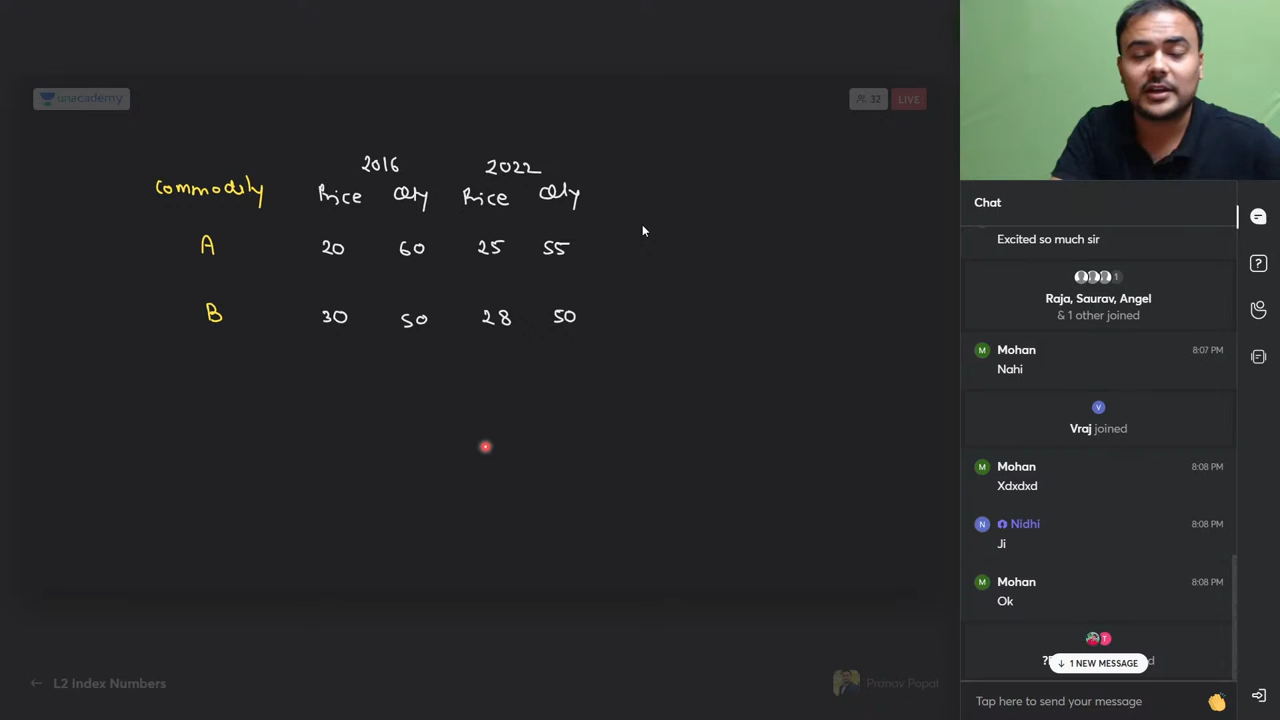 unacademy
32 LIVE
2016 2022
Commodity Price Qty Price Qty
A 20 60 25 55
B 30 50 28 50
L2 Index Numbers
Pranav Popat
Chat
Excited so much sir
1
Raja, Saurav, Angel
& 1 other joined
Mohan 8:07 PM
Nahi
V
Vraj joined
M Mohan 8:08 PM
Xdxdxd
N Nidhi 8:08 PM
Ji
M Mohan 8:08 PM
Ok
T
↓ 1 NEW MESSAGE
Tap here to send your message